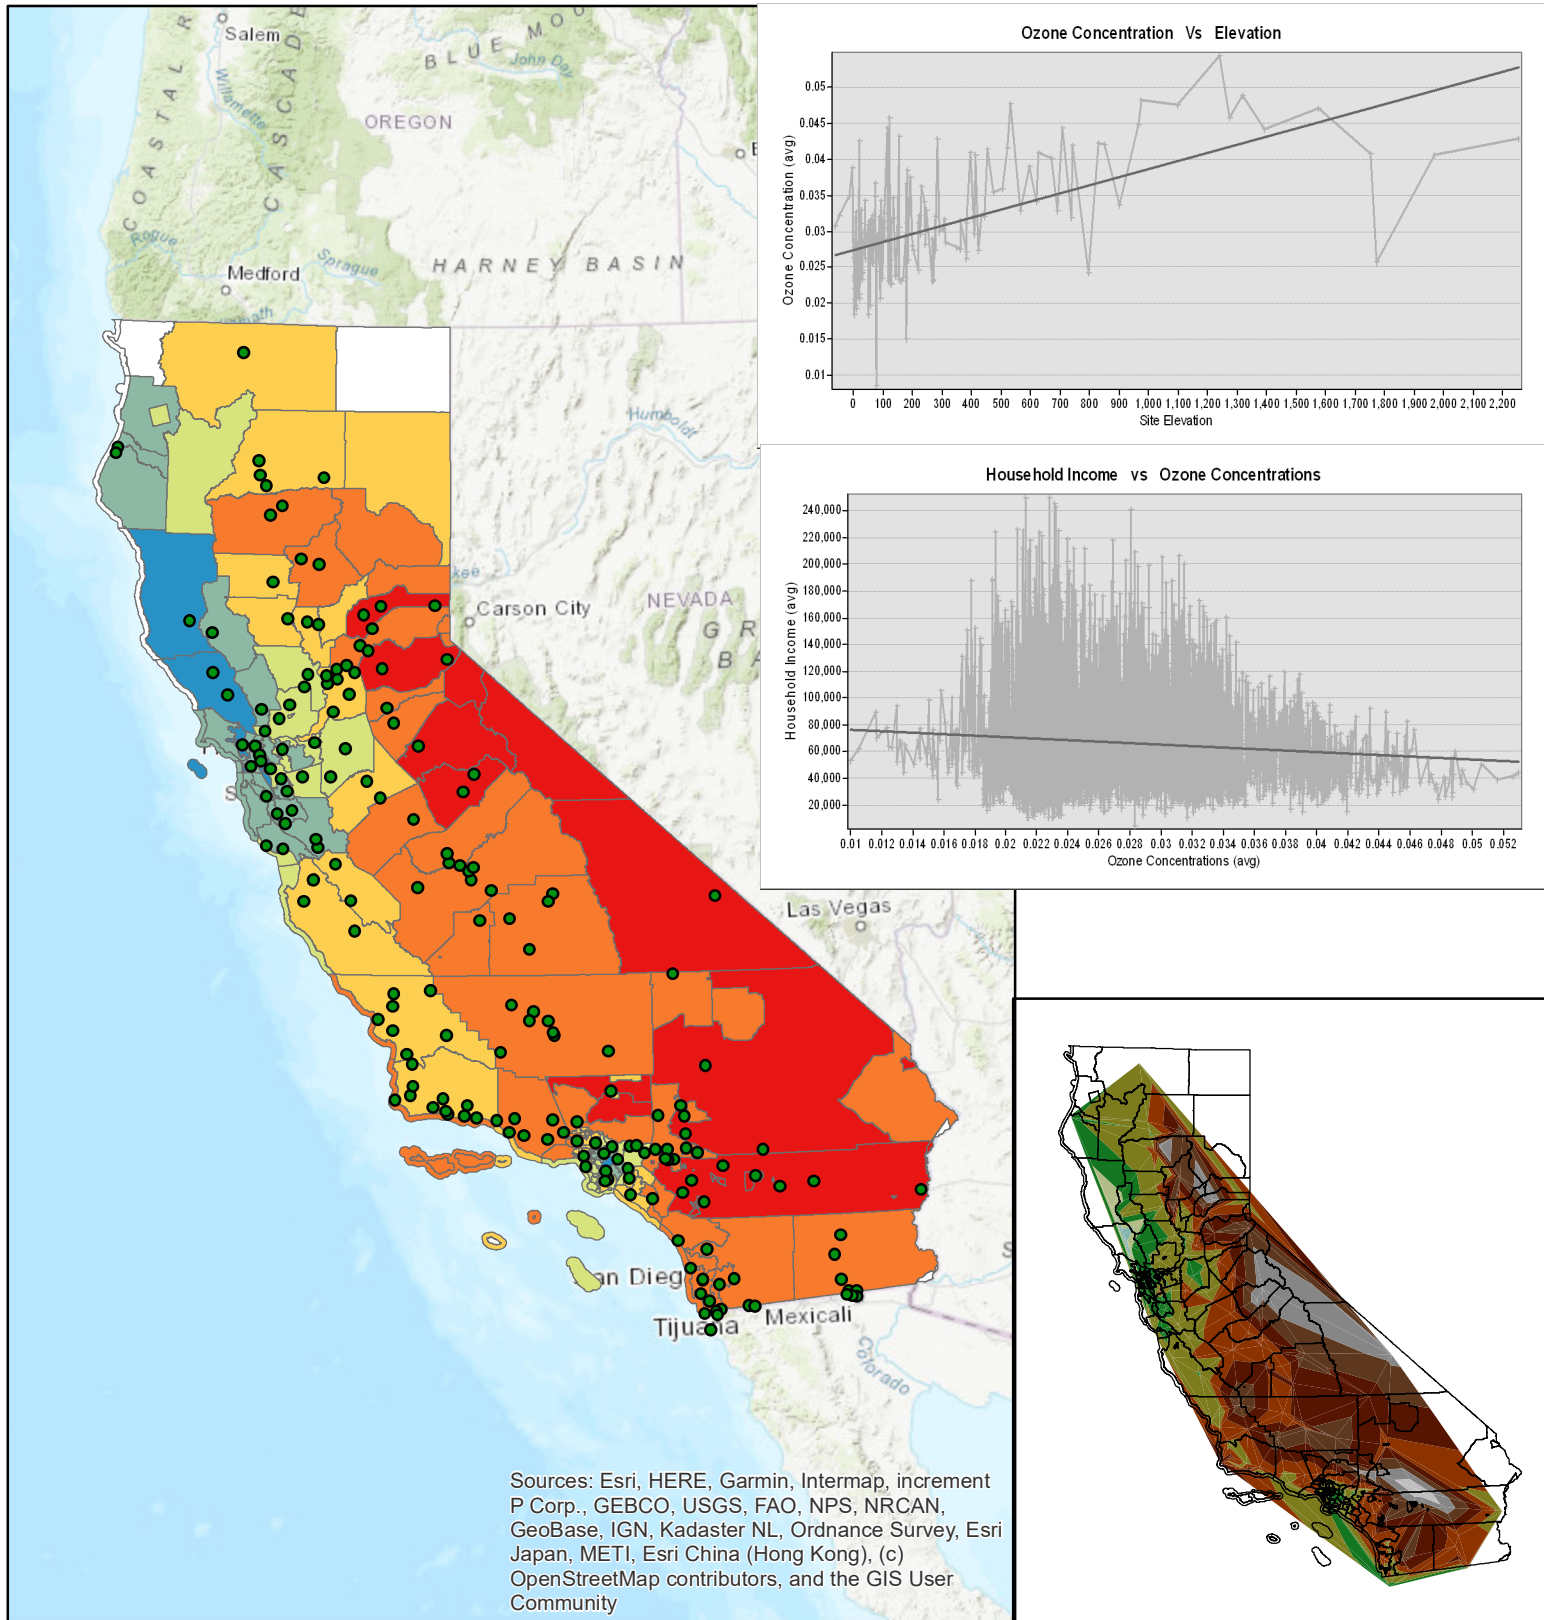 Salem
COASTAL R
CASCADE
Willamette
BLUE MOU
John Day
OREGON
Rogue
Medford
Sprague
HARNEY BASIN
Humboldt
Carson City
NEVADA
Las Vegas
an Dieg
Tijuana
Mexicali
Colorado
Sources: Esri, HERE, Garmin, Intermap, increment
P Corp., GEBCO, USGS, FAO, NPS, NRCAN,
GeoBase, IGN, Kadaster NL, Ordnance Survey, Esri
Japan, METI, Esri China (Hong Kong), (c)
OpenStreetMap contributors, and the GIS User
Community
Ozone Concentration Vs Elevation
Ozone Concentration (avg)
0.05
0.045
0.04
0.035
0.03
0.025
0.02
0.015
0.01
0 100 200 300 400 500 600 700 800 900 1,000 1,100 1,200 1,300 1,400 1,500 1,600 1,700 1,800 1,900 2,000 2,100 2,200
Site Elevation
Household Income vs Ozone Concentrations
Household Income (avg)
240,000
220,000
200,000
180,000
160,000
140,000
120,000
100,000
80,000
60,000
40,000
20,000
0.01 0.012 0.014 0.016 0.018 0.02 0.022 0.024 0.026 0.028 0.03 0.032 0.034 0.036 0.038 0.04 0.042 0.044 0.046 0.048 0.05 0.052
Ozone Concentrations (avg)